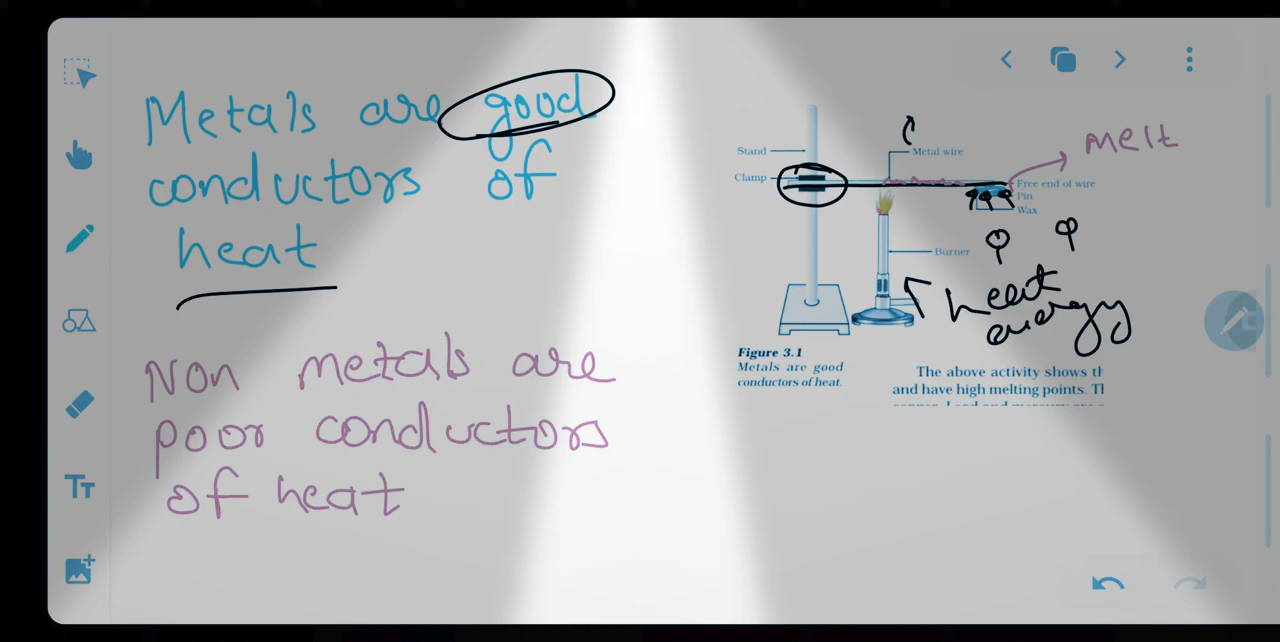 Metals are good
conductors of
heat
Non metals are
poor conductors
of heat
Stand
Clamp
Metal wire
Melt
Free end of wire
Pin
Wax
Burner
heat
energy
Figure 3.1
Metals are good
conductors of heat.
The above activity shows th
and have high melting points. Tl
TT